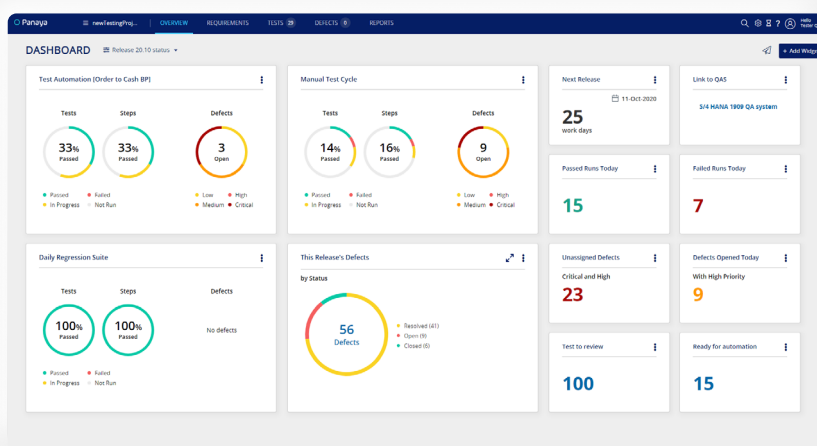 Panaya
newTestingProj...
OVERVIEW
REQUIREMENTS
TESTS 29
DEFECTS 0
REPORTS
?
Hello
Tester
DASHBOARD
Release 20.10 status
+ Add Widge
Test Automation (Order to Cash BP)
Tests
Steps
Defects
33%
Passed
33%
Passed
3
Open
Passed
Failed
In Progress
Not Run
Low
High
Medium
Critical
Manual Test Cycle
Tests
Steps
Defects
14%
Passed
16%
Passed
9
Open
Passed
Failed
In Progress
Not Run
Low
High
Medium
Critical
Next Release
11-Oct-2020
25
work days
Link to QAS
S/4 HANA 1909 QA system
Passed Runs Today
15
Failed Runs Today
7
Daily Regression Suite
Tests
Steps
Defects
100%
Passed
100%
Passed
No defects
Passed
Failed
In Progress
Not Run
This Release's Defects
by Status
56
Defects
Resolved (41)
Open (9)
Closed (6)
Unassigned Defects
Critical and High
23
Defects Opened Today
With High Priority
9
Test to review
100
Ready for automation
15